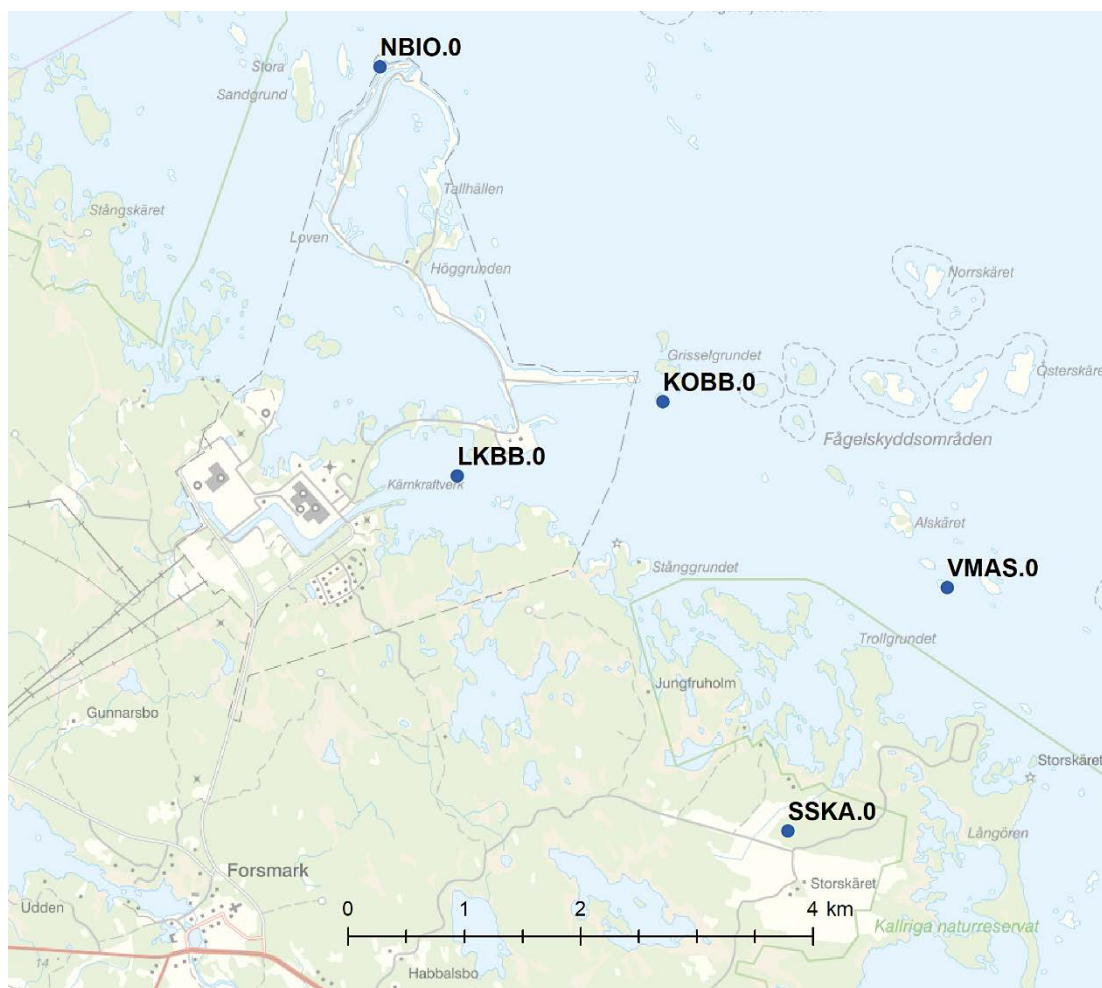 NBIO.0
Stora
Sandgrund
Tallhällen
Stångskäret
Loven
Höggrunden
Norrskäret
Grisselgrundet
Österskäre
KOBB.0
Fågelskyddsområden
LKBB.0
Kärnkraftverk
Alskäret
Stånggrundet
VMAS.0
Trollgrundet
Jungfruholm
Gunnarsbo
Storskäret
SSKA.0
Långören
Forsmark
Storskäret
Udden
0 1 2 4 km
Kallriga naturreservat
14
Habbalsbo